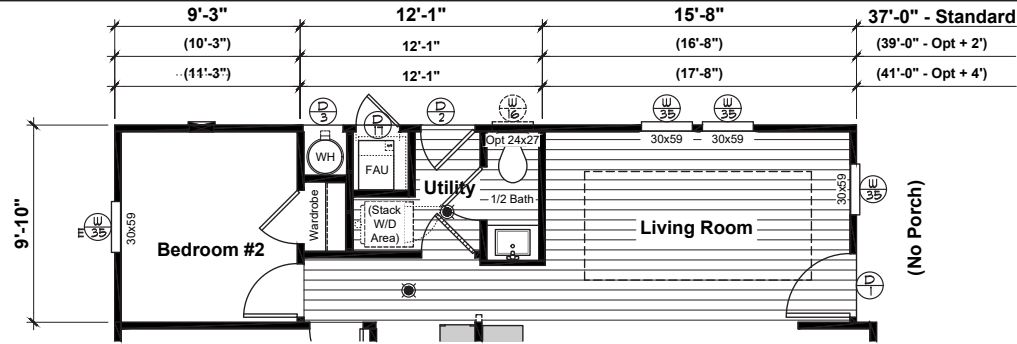 9'-3" 12'-1" 15'-8" 37'-0" - Standard
(10'-3") 12'-1" (16'-8") (39'-0" - Opt + 2')
(11'-3") 12'-1" (17'-8") (41'-0" - Opt + 4')
D 3
D 17
D 2
W 16
W 35
W 35
30x59
30x59
Opt 24x27
WH
FAU
Utility
1/2 Bath
Wardrobe
(Stack
W/D
Area)
9'-10"
W 35
E
30x59
Bedroom #2
Living Room
30x59
W 35
(No Porch)
D 1